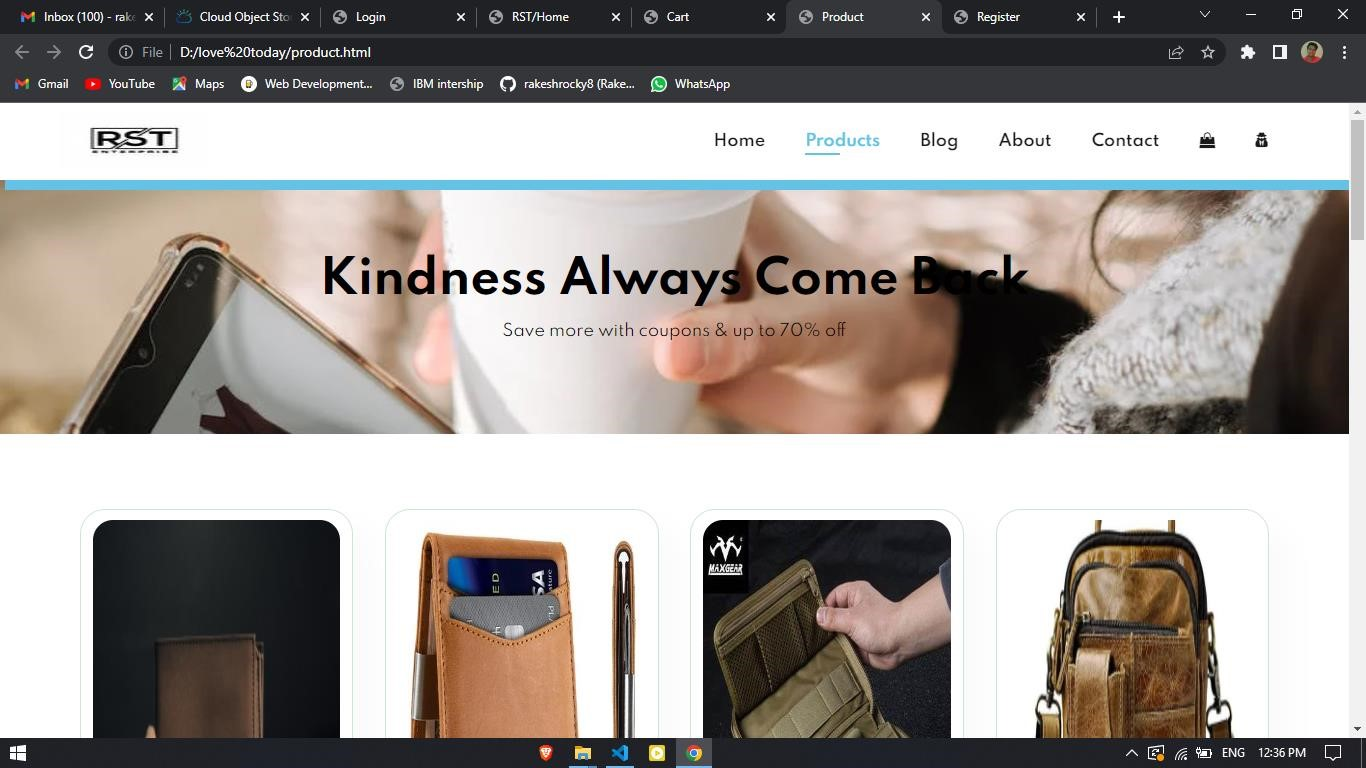 Inbox (100) - rake
Cloud Object Sto
Login
RST/Home
Cart
Product
Register
File
D:/love%20today/product.html
Gmail
YouTube
Maps
Web Development...
IBM intership
rakeshrocky8 (Rake...
WhatsApp
RST
ENTERPRISE
Home
Products
Blog
About
Contact
Kindness Always Come Back
Save more with coupons & up to 70% off
VISA
MAXGEAR
ENG
12:36 PM